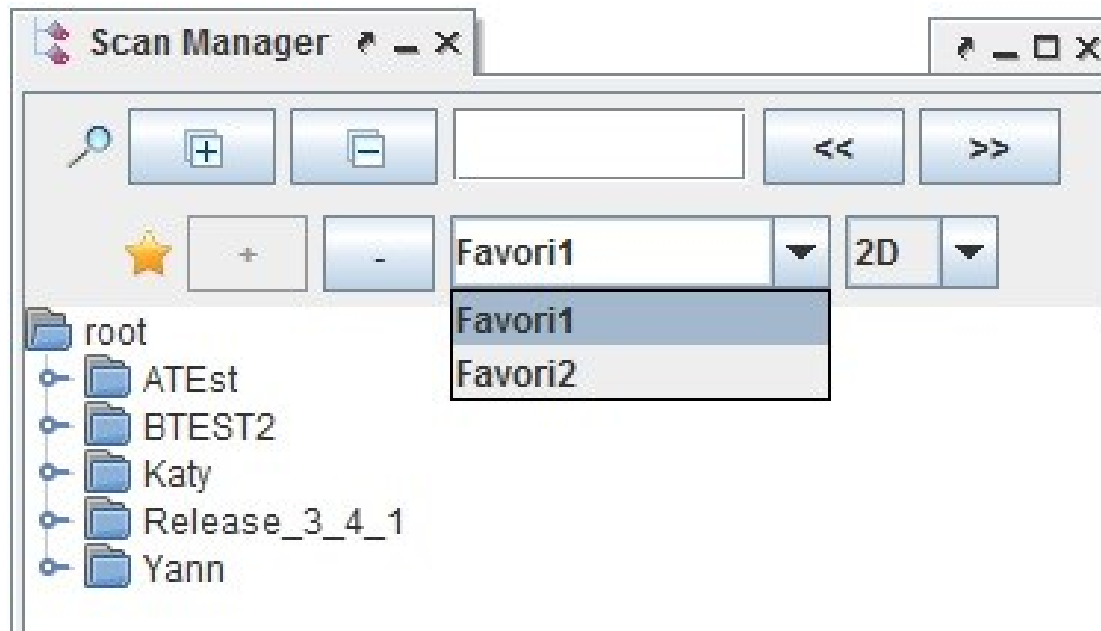 Scan Manager
<< >>
+ - Favori1 2D
Favori1
Favori2
root
ATEst
BTEST2
Katy
Release_3_4_1
Yann